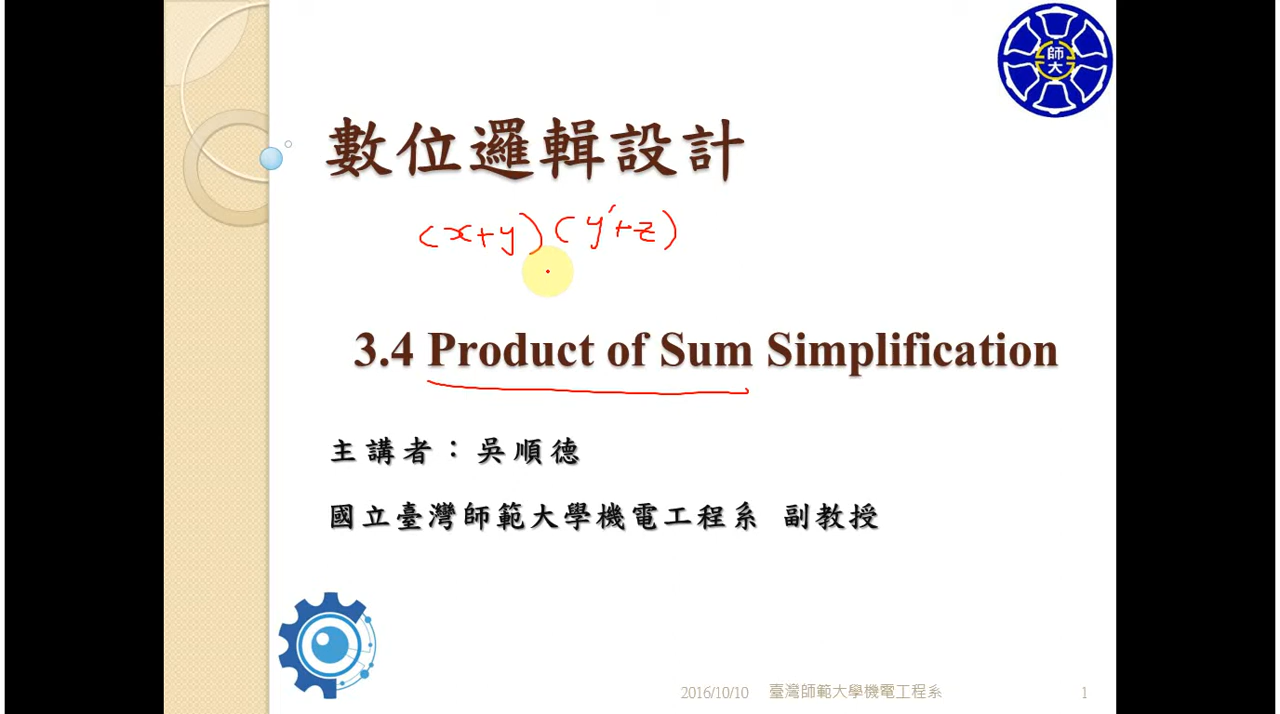 師大
數位邏輯設計
(x+y)(y'+z)
3.4 Product of Sum Simplification
主講者：吳順德
國立臺灣師範大學機電工程系 副教授
2016/10/10 臺灣師範大學機電工程系 1